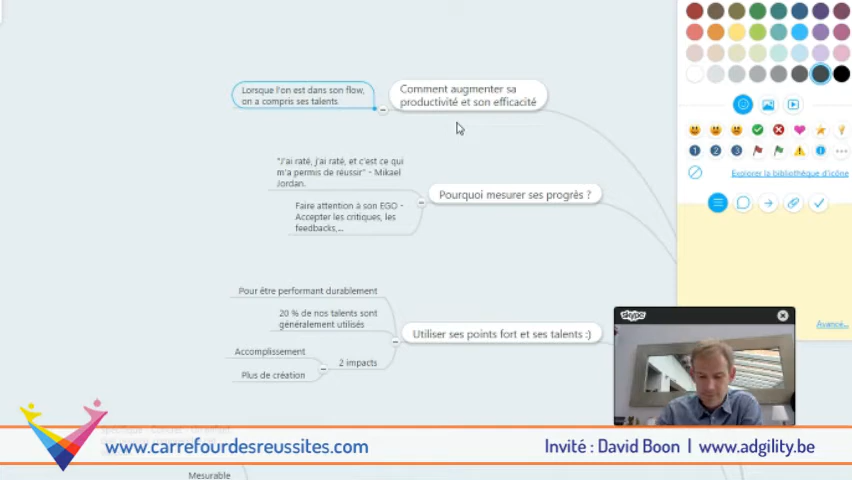 Lorsque l'on est dans son flow,
on a compris ses talents.
Comment augmenter sa
productivité et son efficacité
"J'ai raté, j'ai raté, et c'est ce qui
m'a permis de réussir" - Mikael
Jordan.
Faire attention à son EGO -
Accepter les critiques, les
feedbacks,...
Pourquoi mesurer ses progrès ?
Pour être performant durablement
20 % de nos talents sont
généralement utilisés
Accomplissement
Plus de création
2 impacts
Utiliser ses points fort et ses talents :)
1 2 3
Explorer la bibliothèque d'icône
Avancé...
skype
www.carrefourdesreussites.com
Invité : David Boon | www.adgility.be
Mesurable